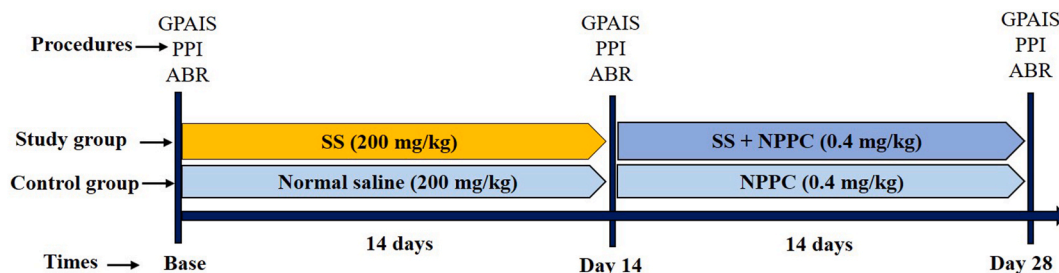 GPAIS GPAIS GPAIS
Procedures PPI PPI PPI
ABR ABR ABR
Study group SS (200 mg/kg) SS + NPPC (0.4 mg/kg)
Control group Normal saline (200 mg/kg) NPPC (0.4 mg/kg)
14 days 14 days
Times Base Day 14 Day 28